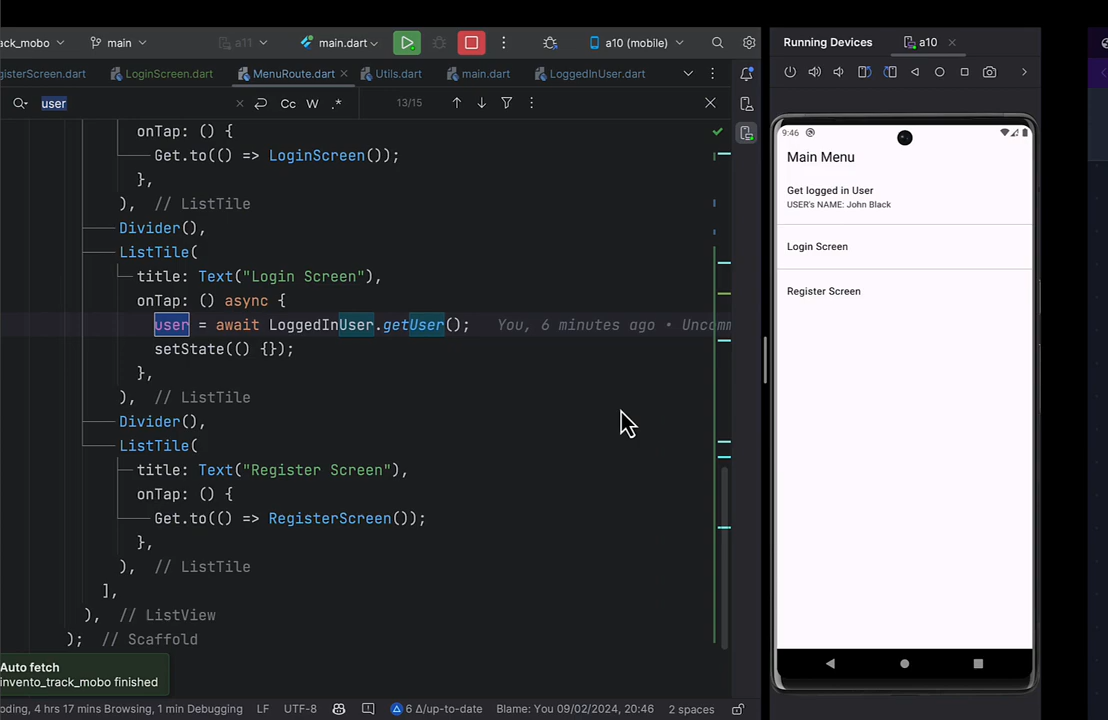 ck_mobo
main
a11
main.dart
a10 (mobile)
Running Devices
a10
gisterScreen.dart
LoginScreen.dart
MenuRoute.dart
Utils.dart
main.dart
LoggedInUser.dart
user
Cc W .*
13/15
onTap: () {
Get.to(() => LoginScreen());
},
), // ListTile
Divider(),
ListTile(
title: Text("Login Screen"),
onTap: () async {
user = await LoggedInUser.getUser(); You, 6 minutes ago • Uncomm
setState(() {});
},
), // ListTile
Divider(),
ListTile(
title: Text("Register Screen"),
onTap: () {
Get.to(() => RegisterScreen());
},
), // ListTile
],
), // ListView
); // Scaffold
Auto fetch
invento_track_mobo finished
oding, 4 hrs 17 mins Browsing, 1 min Debugging
LF
UTF-8
6 Δ/up-to-date
Blame: You 09/02/2024, 20:46
2 spaces
9:46
Main Menu
Get logged in User
USER's NAME: John Black
Login Screen
Register Screen